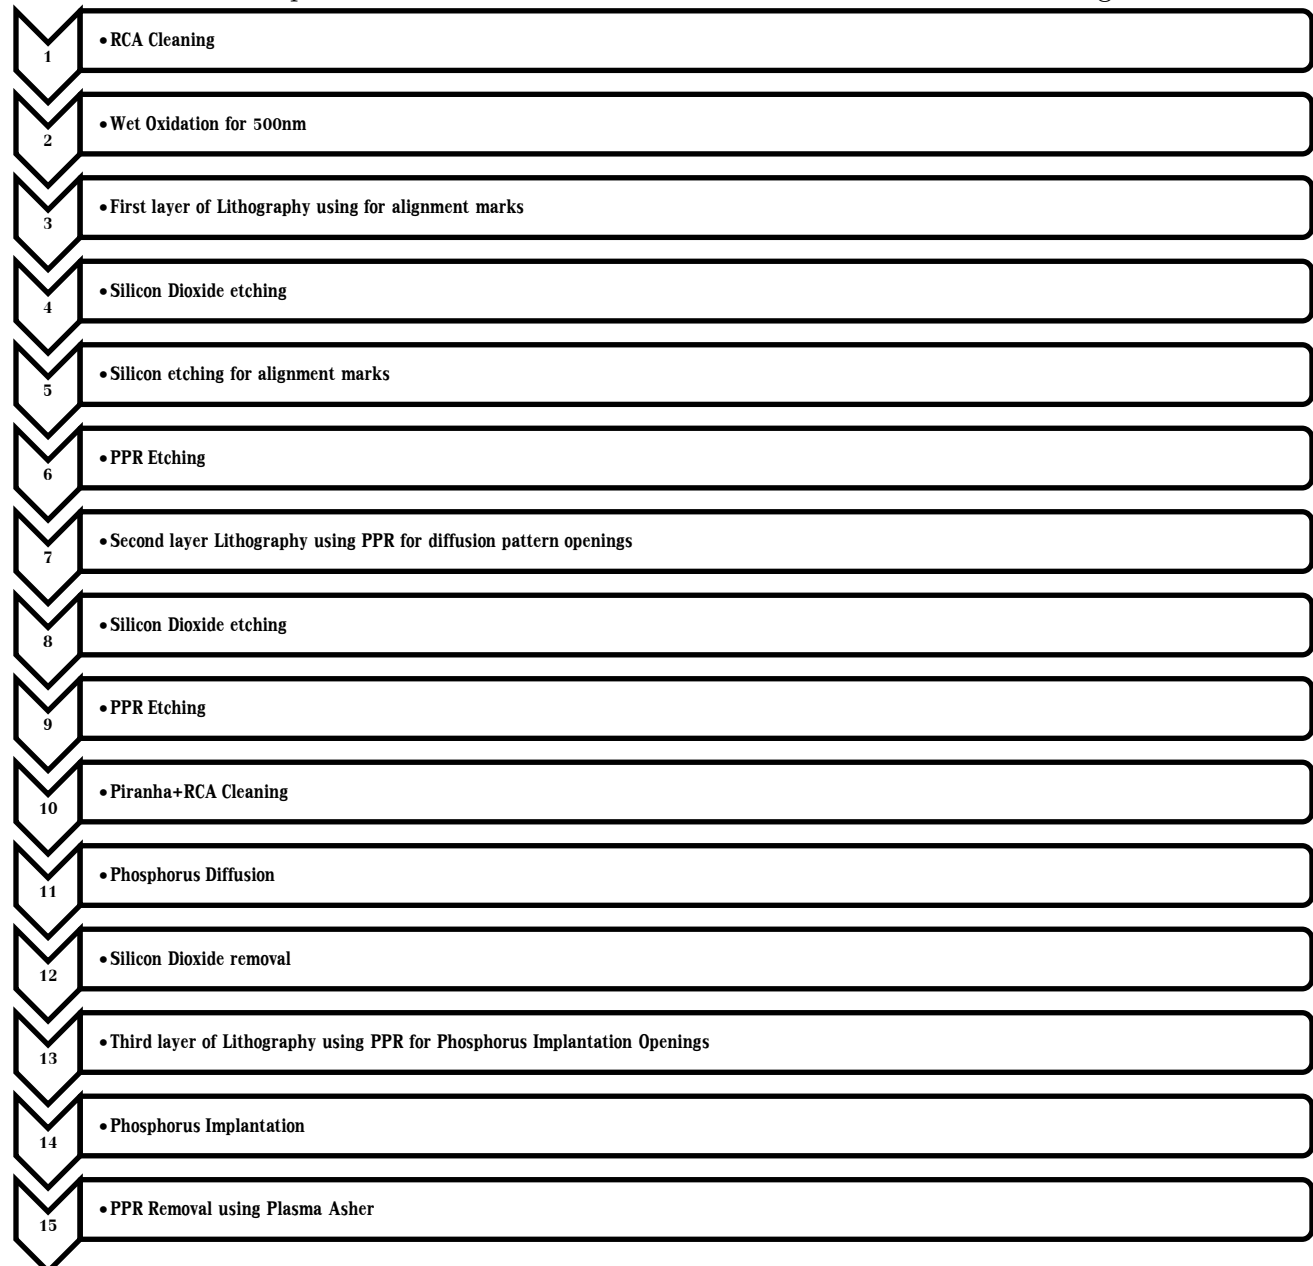 1
•RCA Cleaning
2
•Wet Oxidation for 500nm
3
•First layer of Lithography using for alignment marks
4
•Silicon Dioxide etching
5
•Silicon etching for alignment marks
6
•PPR Etching
7
•Second layer Lithography using PPR for diffusion pattern openings
8
•Silicon Dioxide etching
9
•PPR Etching
10
•Piranha+RCA Cleaning
11
•Phosphorus Diffusion
12
•Silicon Dioxide removal
13
•Third layer of Lithography using PPR for Phosphorus Implantation Openings
14
•Phosphorus Implantation
15
•PPR Removal using Plasma Asher